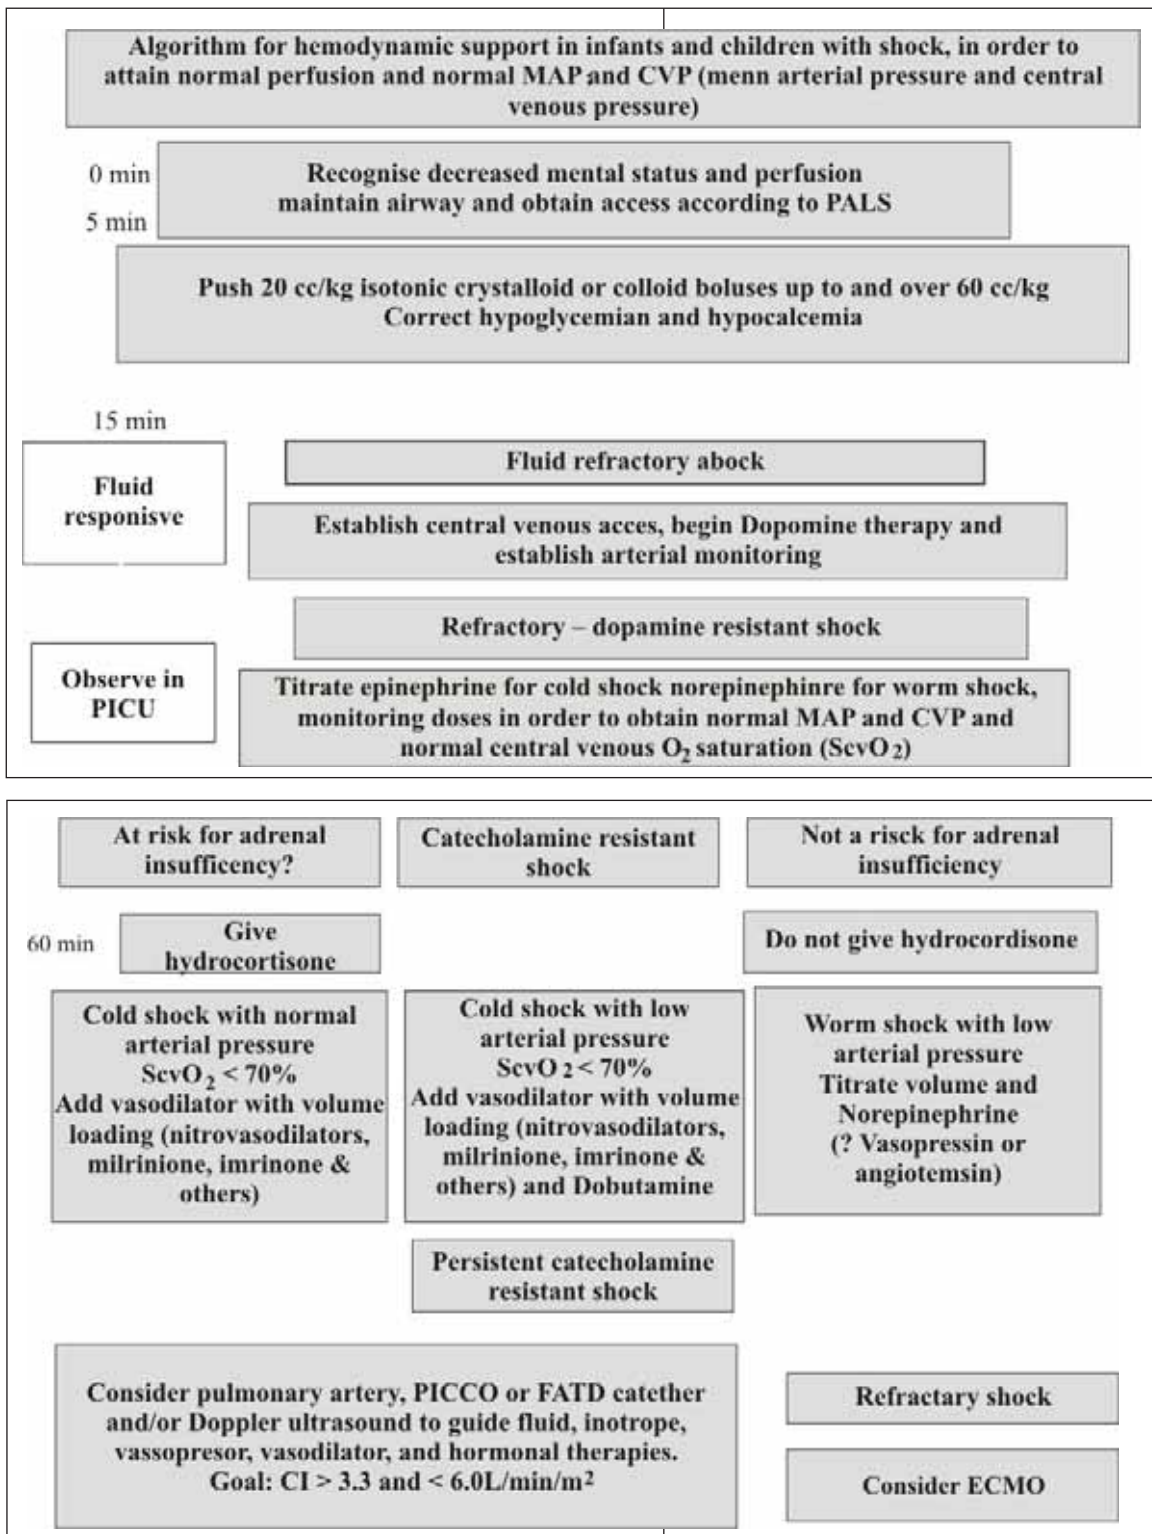 Algorithm for hemodynamic support in infants and children with shock, in order to
attain normal perfusion and normal MAP and CVP (menn arterial pressure and central
venous pressure)
0 min
Recognise decreased mental status and perfusion
maintain airway and obtain access according to PALS
5 min
Push 20 cc/kg isotonic crystalloid or colloid boluses up to and over 60 cc/kg
Correct hypoglycemian and hypocalcemia
15 min
Fluid
responisve
Fluid refractory abock
Establish central venous acces, begin Dopomine therapy and
establish arterial monitoring
Refractory – dopamine resistant shock
Observe in
PICU
Titrate epinephrine for cold shock norepinephinre for worm shock,
monitoring doses in order to obtain normal MAP and CVP and
normal central venous O2 saturation (ScvO2)
At risk for adrenal
insufficency?
Catecholamine resistant
shock
Not a risck for adrenal
insufficiency
60 min
Give
hydrocortisone
Do not give hydrocordisone
Cold shock with normal
arterial pressure
ScvO2 < 70%
Add vasodilator with volume
loading (nitrovasodilators,
milrinione, imrinone &
others)
Cold shock with low
arterial pressure
ScvO2 < 70%
Add vasodilator with volume
loading (nitrovasodilators,
milrinione, imrinone &
others) and Dobutamine
Worm shock with low
arterial pressure
Titrate volume and
Norepinephrine
(? Vasopressin or
angiotemsin)
Persistent catecholamine
resistant shock
Consider pulmonary artery, PICCO or FATD catether
and/or Doppler ultrasound to guide fluid, inotrope,
vassopresor, vasodilator, and hormonal therapies.
Goal: CI > 3.3 and < 6.0L/min/m2
Refractary shock
Consider ECMO